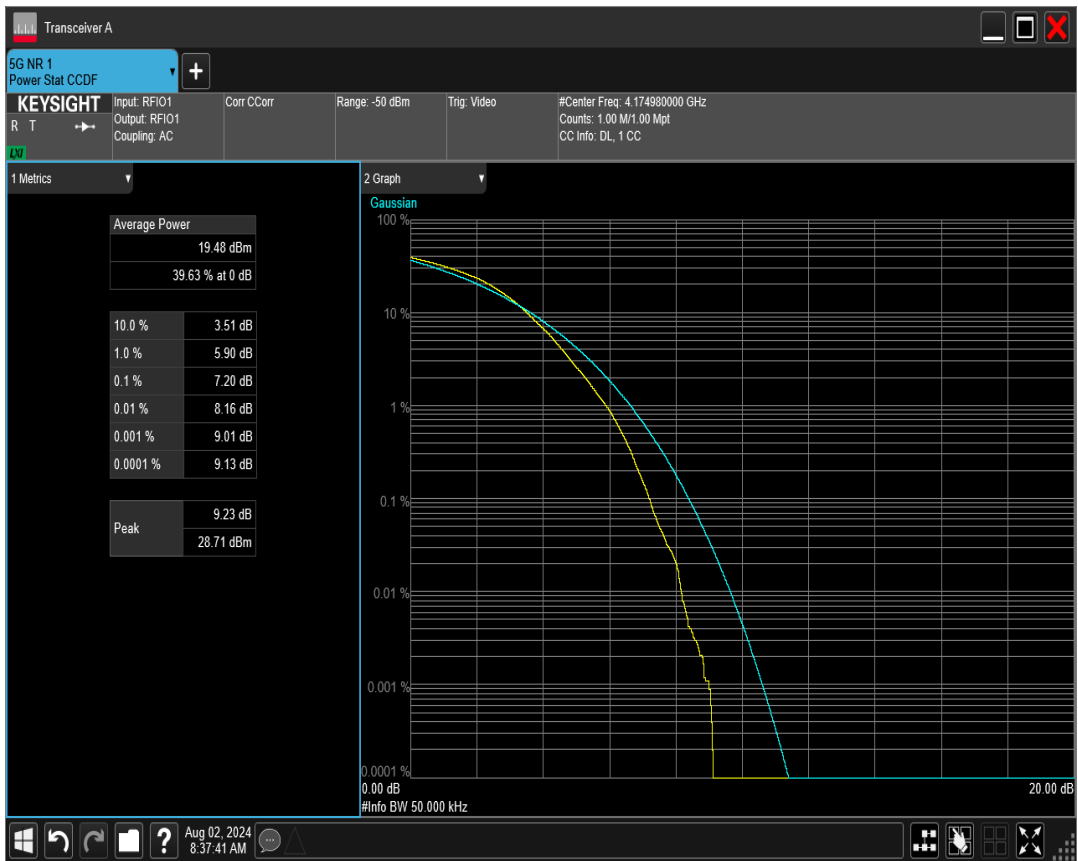 Transceiver A
5G NR 1
Power Stat CCDF
+
KEYSIGHT
R T
LXI
Input: RFIO1
Output: RFIO1
Coupling: AC
Corr CCorr
Range: -50 dBm
Trig: Video
#Center Freq: 4.174980000 GHz
Counts: 1.00 M/1.00 Mpt
CC Info: DL, 1 CC
1 Metrics
Average Power
19.48 dBm
39.63 % at 0 dB
10.0 % 3.51 dB
1.0 % 5.90 dB
0.1 % 7.20 dB
0.01 % 8.16 dB
0.001 % 9.01 dB
0.0001 % 9.13 dB
Peak
9.23 dB
28.71 dBm
2 Graph
Gaussian
100 %
10 %
1 %
0.1 %
0.01 %
0.001 %
0.0001 %
0.00 dB 20.00 dB
#Info BW 50.000 kHz
?
Aug 02, 2024
8:37:41 AM